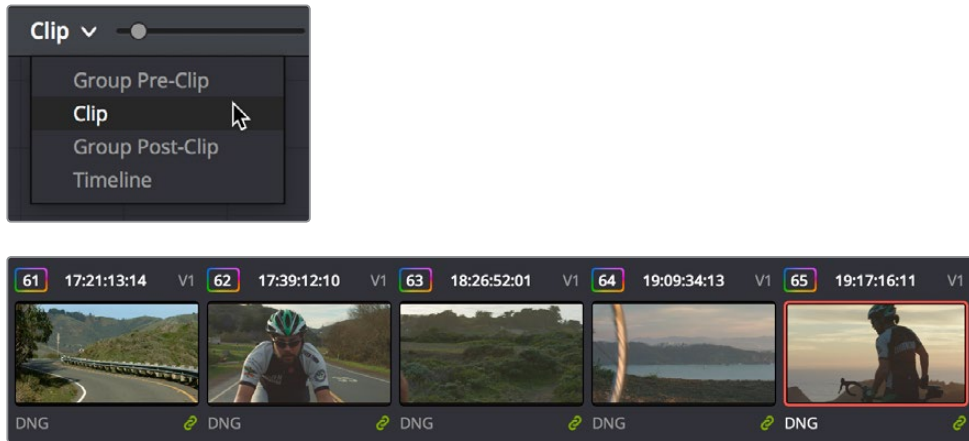 Clip
Group Pre-Clip
Clip
Group Post-Clip
Timeline
61 17:21:13:14 V1 62 17:39:12:10 V1 63 18:26:52:01 V1 64 19:09:34:13 V1 65 19:17:16:11 V1
DNG DNG DNG DNG DNG